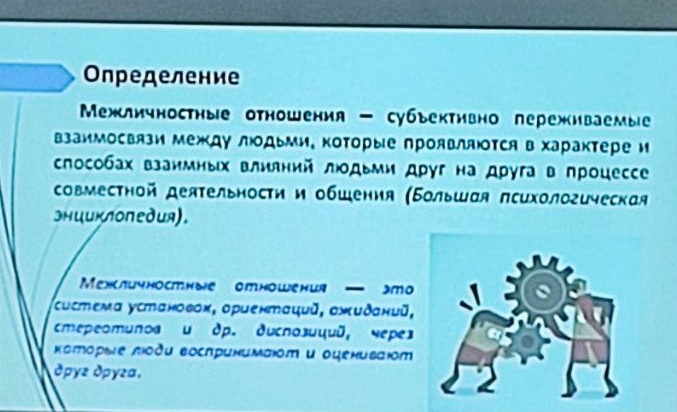 Определение
Межличностные отношения – субъективно переживаемые
взаимосвязи между людьми, которые проявляются в характере и
способах взаимных влияний людьми друг на друга в процессе
совместной деятельности и общения (Большая психологическая
энциклопедия).
Межличностные отношения — это
система установок, ориентаций, ожиданий,
стереотипов и др. диспозиций, через
которые люди воспринимают и оценивают
друг друга.